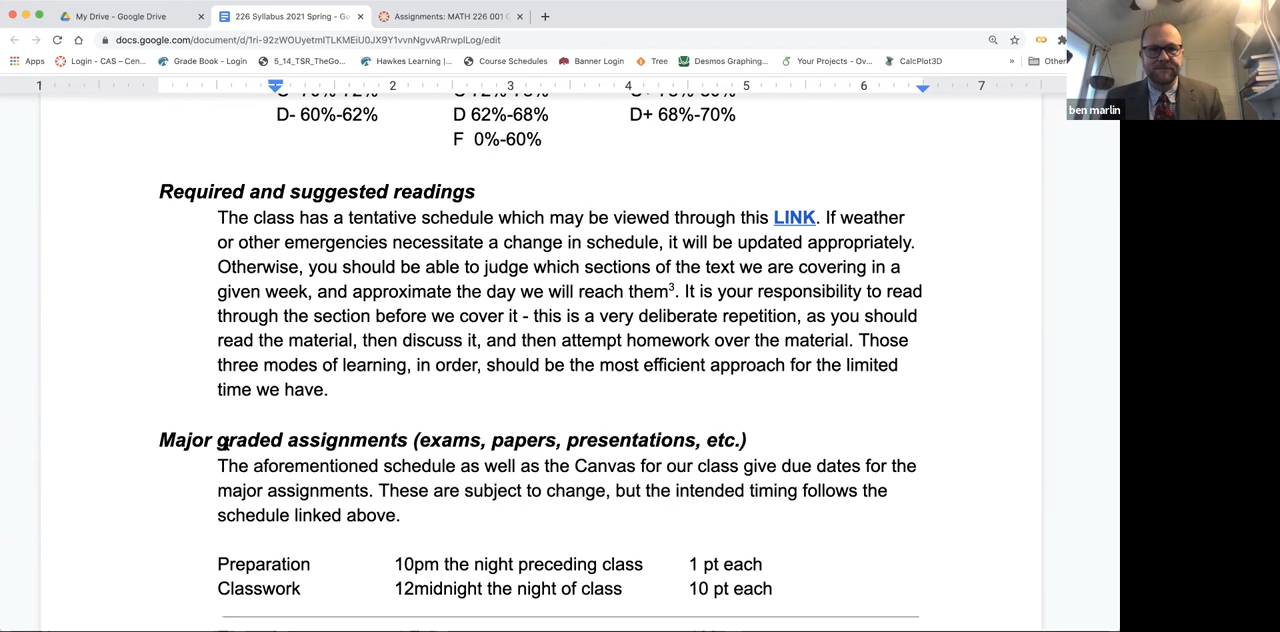 My Drive - Google Drive
226 Syllabus 2021 Spring - Go
Assignments: MATH 226 001
docs.google.com/document/d/1ri-92zWOUyetmITLKMEiU0JX9Y1vvnNgvvARrwplLog/edit
Apps Login - CAS – Cen... Grade Book - Login 5_14_TSR_TheGo... Hawkes Learning |... Course Schedules Banner Login Tree Desmos Graphing... Your Projects - Ov... CalcPlot3D » Other
1 2 3 4 5 6 7
ben marlin
D- 60%-62% D 62%-68% D+ 68%-70%
F 0%-60%
Required and suggested readings
The class has a tentative schedule which may be viewed through this LINK. If weather
or other emergencies necessitate a change in schedule, it will be updated appropriately.
Otherwise, you should be able to judge which sections of the text we are covering in a
given week, and approximate the day we will reach them³. It is your responsibility to read
through the section before we cover it - this is a very deliberate repetition, as you should
read the material, then discuss it, and then attempt homework over the material. Those
three modes of learning, in order, should be the most efficient approach for the limited
time we have.
Major graded assignments (exams, papers, presentations, etc.)
The aforementioned schedule as well as the Canvas for our class give due dates for the
major assignments. These are subject to change, but the intended timing follows the
schedule linked above.
Preparation 10pm the night preceding class 1 pt each
Classwork 12midnight the night of class 10 pt each